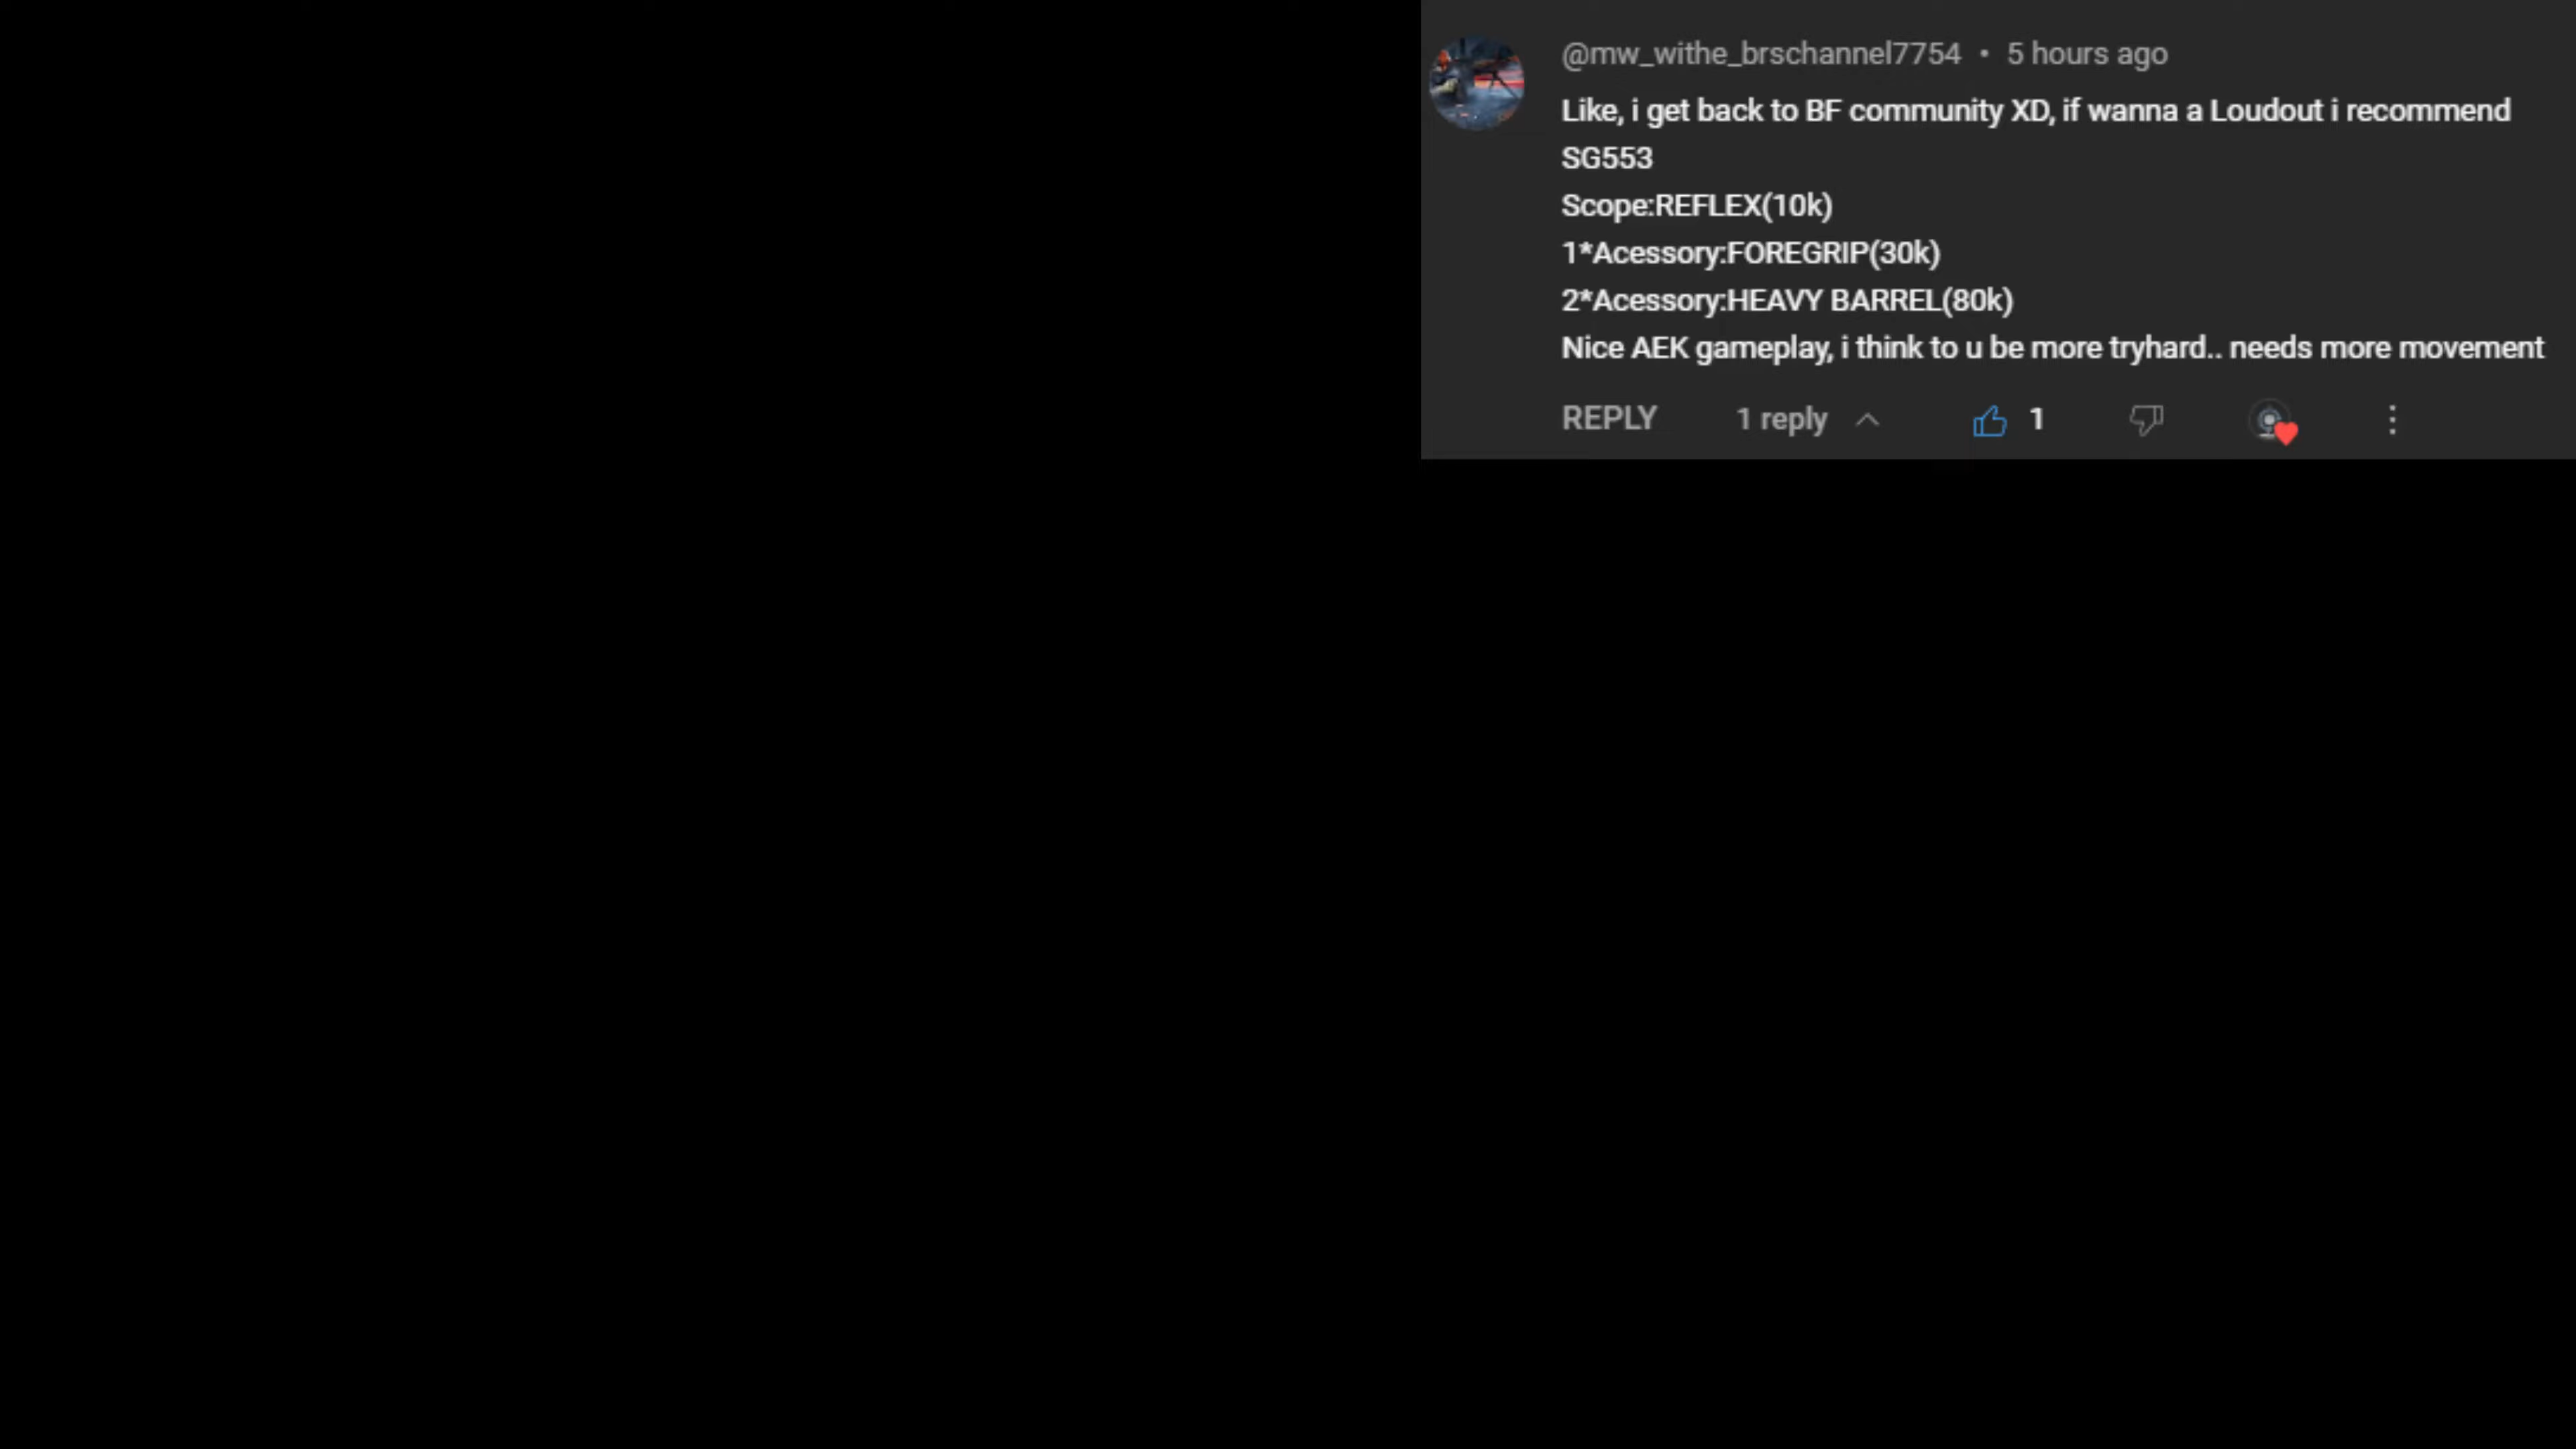 @mw_withe_brschannel7754 • 5 hours ago
Like, i get back to BF community XD, if wanna a Loudout i recommend
SG553
Scope:REFLEX(10k)
1*Acessory:FOREGRIP(30k)
2*Acessory:HEAVY BARREL(80k)
Nice AEK gameplay, i think to u be more tryhard.. needs more movement
REPLY 1 reply 1